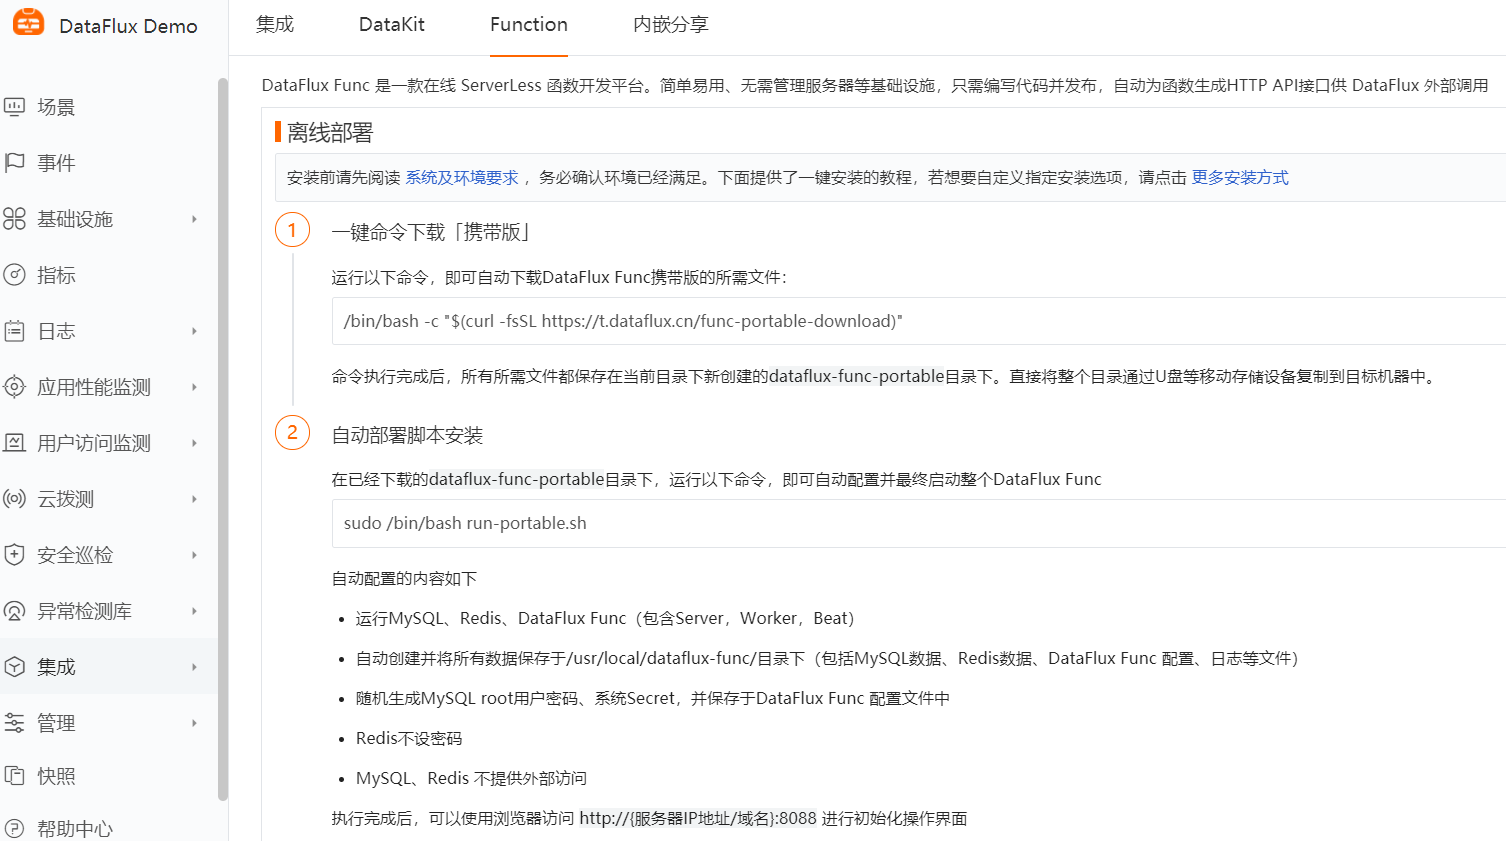 DataFlux Demo
集成
DataKit
Function
内嵌分享
场景
事件
基础设施
指标
日志
应用性能监测
用户访问监测
云拨测
安全巡检
异常检测库
集成
管理
快照
帮助中心
DataFlux Func 是一款在线 ServerLess 函数开发平台。简单易用、无需管理服务器等基础设施，只需编写代码并发布，自动为函数生成HTTP API接口供 DataFlux 外部调用
离线部署
安装前请先阅读 系统及环境要求 ，务必确认环境已经满足。下面提供了一键安装的教程，若想要自定义指定安装选项，请点击 更多安装方式
1 一键命令下载「携带版」
运行以下命令，即可自动下载DataFlux Func携带版的所需文件：
/bin/bash -c "$(curl -fsSL https://t.dataflux.cn/func-portable-download)"
命令执行完成后，所有所需文件都保存在当前目录下新创建的dataflux-func-portable目录下。直接将整个目录通过U盘等移动存储设备复制到目标机器中。
2 自动部署脚本安装
在已经下载的dataflux-func-portable目录下，运行以下命令，即可自动配置并最终启动整个DataFlux Func
sudo /bin/bash run-portable.sh
自动配置的内容如下
• 运行MySQL、Redis、DataFlux Func（包含Server，Worker，Beat）
• 自动创建并将所有数据保存于/usr/local/dataflux-func/目录下（包括MySQL数据、Redis数据、DataFlux Func 配置、日志等文件）
• 随机生成MySQL root用户密码、系统Secret，并保存于DataFlux Func 配置文件中
• Redis不设密码
• MySQL、Redis 不提供外部访问
执行完成后，可以使用浏览器访问 http://{服务器IP地址/域名}:8088 进行初始化操作界面